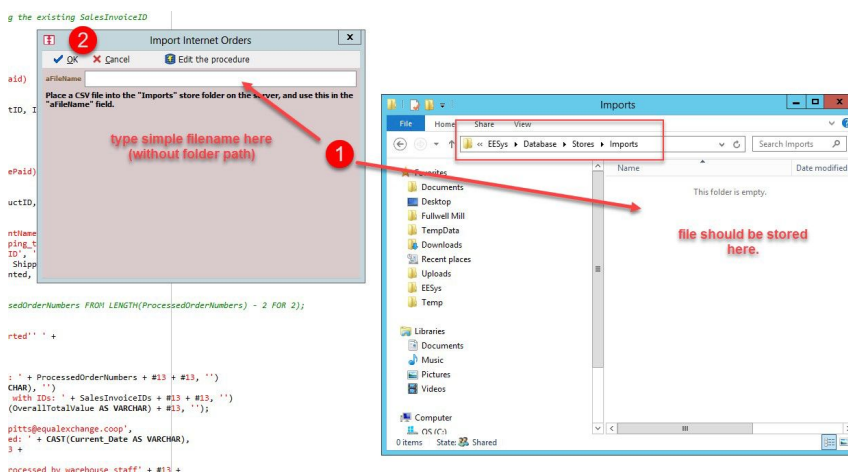 g the existing SalesInvoiceID
2
Import Internet Orders
x
OK
Cancel
Edit the procedure
aid)
aFileName
Place a CSV file into the "Imports" store folder on the server, and use this in the
"aFileName" field.
tID, I
type simple filename here
(without folder path)
1
ePaid)
uctID,
ntName
ping_t
ID', '
Shipp
nted,
sedOrderNumbers FROM LENGTH(ProcessedOrderNumbers) - 2 FOR 2);
rted'' ' +
: ' + ProcessedOrderNumbers + #13 + #13, '')
CHAR), '')
with IDs: ' + SalesInvoiceIDs + #13 + #13, '')
(OverallTotalValue AS VARCHAR) + #13, '');
pitts@equalexchange.coop',
ed: ' + CAST(Current_Date AS VARCHAR),
3 +
rocessed by warehouse staff' + #13 +
Imports
x
File
Home
Share
View
« EESys ▸ Database ▸ Stores ▸ Imports
Search Imports
Favorites
Documents
Desktop
Fullwell Mill
TempData
Downloads
Recent places
Uploads
EESys
Temp
Libraries
Documents
Music
Pictures
Videos
Computer
OS (C:)
Name
Date modified
This folder is empty.
file should be stored
here.
0 items
State: Shared